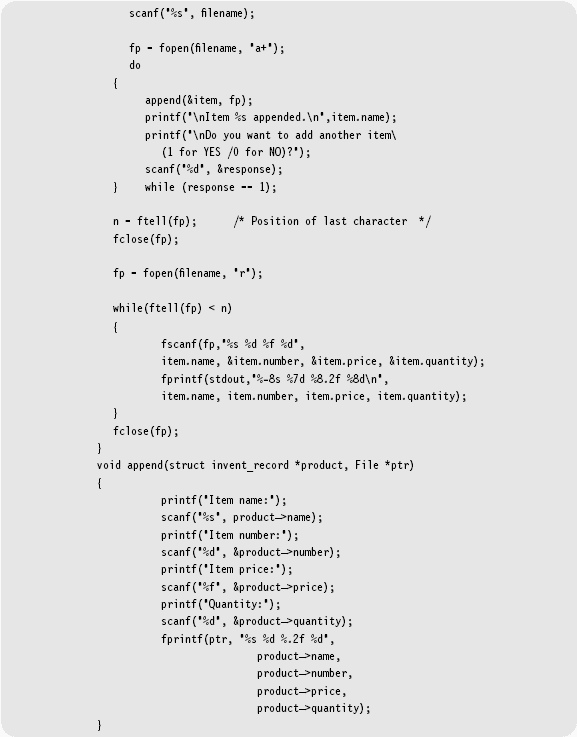 scanf("%s", filename);
fp = fopen(filename, "a+");
do
{
append(&item, fp);
printf("\nItem %s appended.\n",item.name);
printf("\nDo you want to add another item\
(1 for YES /0 for NO)?");
scanf("%d", &response);
} while (response == 1);
n = ftell(fp); /* Position of last character */
fclose(fp);
fp = fopen(filename, "r");
while(ftell(fp) < n)
{
fscanf(fp,"%s %d %f %d",
item.name, &item.number, &item.price, &item.quantity);
fprintf(stdout,"%-8s %7d %8.2f %8d\n",
item.name, item.number, item.price, item.quantity);
}
fclose(fp);
}
void append(struct invent_record *product, File *ptr)
{
printf("Item name:");
scanf("%s", product—>name);
printf("Item number:");
scanf("%d", &product—>number);
printf("Item price:");
scanf("%f", &product—>price);
printf("Quantity:");
scanf("%d", &product—>quantity);
fprintf(ptr, "%s %d %.2f %d",
product—>name,
product—>number,
product—>price,
product—>quantity);
}